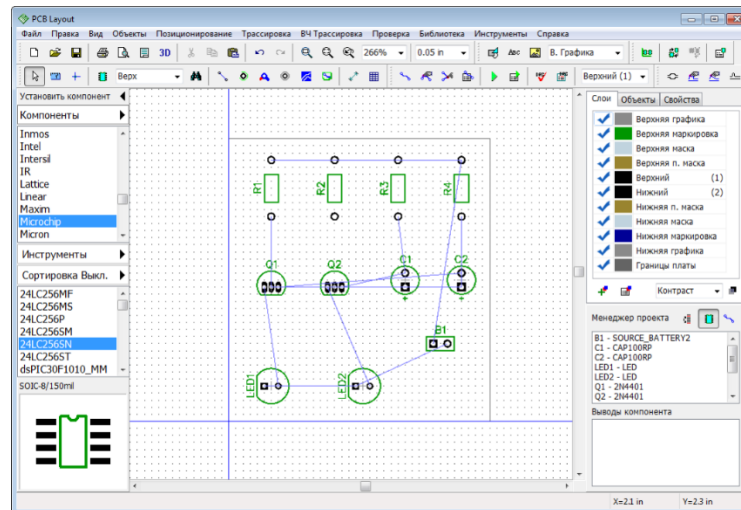 PCB Layout
Файл Правка Вид Объекты Позиционирование Трассировка ВЧ Трассировка Проверка Библиотека Инструменты Справка
3D 266% 0.05 in Abc В. Графика
Верх A Верхний (1)
Установить компонент
Компоненты
Inmos
Intel
Intersil
IR
Lattice
Linear
Maxim
Microchip
Micron
Инструменты
Сортировка Выкл.
24LC256MF
24LC256MS
24LC256P
24LC256SM
24LC256SN
24LC256ST
dsPIC30F1010_MM
SOIC-8/150mil
R1 R2 R3 R4
Q1 Q2 C1 C2
+ +
B1
LED1 LED2
Слои Объекты Свойства
Верхняя графика
Верхняя маркировка
Верхняя маска
Верхняя п. маска
Верхний (1)
Нижний (2)
Нижняя п. маска
Нижняя маска
Нижняя маркировка
Нижняя графика
Границы платы
Контраст
Менеджер проекта
B1 - SOURCE_BATTERY2
C1 - CAP100RP
C2 - CAP100RP
LED1 - LED
LED2 - LED
Q1 - 2N4401
Q2 - 2N4401
Выводы компонента
X=2.1 in Y=2.3 in